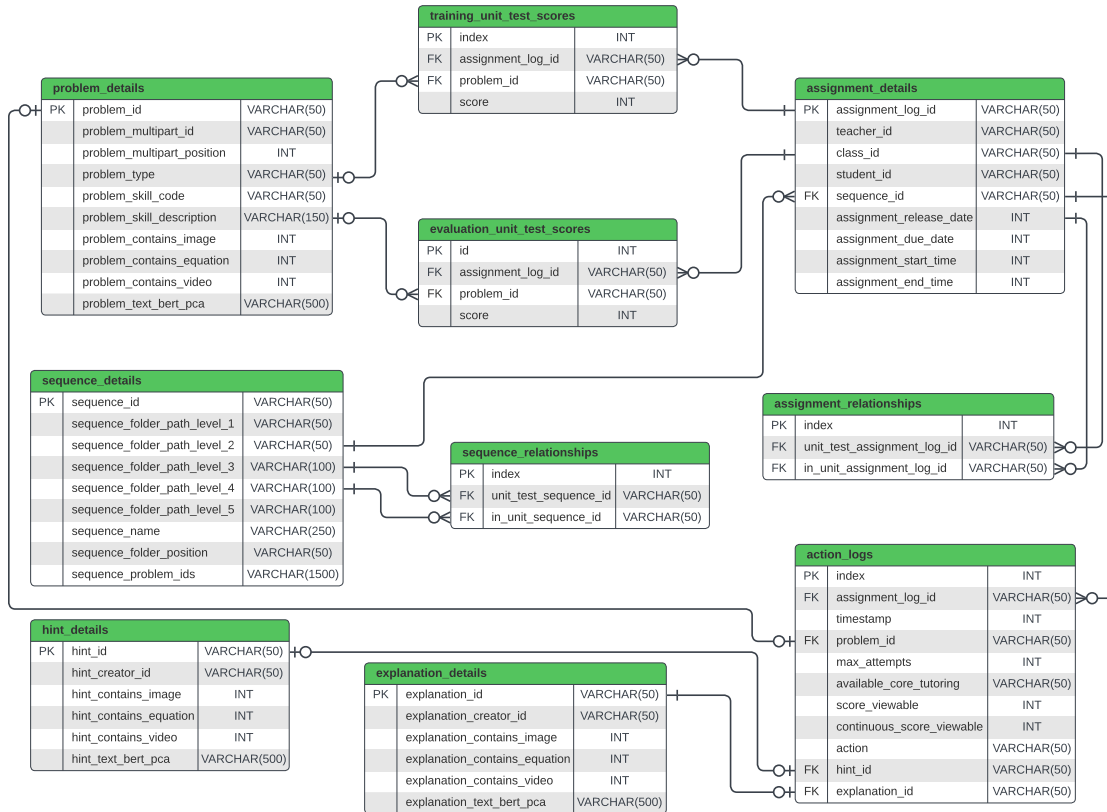 training_unit_test_scores
PK index INT
FK assignment_log_id VARCHAR(50)
FK problem_id VARCHAR(50)
score INT
problem_details
PK problem_id VARCHAR(50)
problem_multipart_id VARCHAR(50)
problem_multipart_position INT
problem_type VARCHAR(50)
problem_skill_code VARCHAR(50)
problem_skill_description VARCHAR(150)
problem_contains_image INT
problem_contains_equation INT
problem_contains_video INT
problem_text_bert_pca VARCHAR(500)
assignment_details
PK assignment_log_id VARCHAR(50)
teacher_id VARCHAR(50)
class_id VARCHAR(50)
student_id VARCHAR(50)
FK sequence_id VARCHAR(50)
assignment_release_date INT
assignment_due_date INT
assignment_start_time INT
assignment_end_time INT
evaluation_unit_test_scores
PK id INT
FK assignment_log_id VARCHAR(50)
FK problem_id VARCHAR(50)
score INT
sequence_details
PK sequence_id VARCHAR(50)
sequence_folder_path_level_1 VARCHAR(50)
sequence_folder_path_level_2 VARCHAR(50)
sequence_folder_path_level_3 VARCHAR(100)
sequence_folder_path_level_4 VARCHAR(100)
sequence_folder_path_level_5 VARCHAR(100)
sequence_name VARCHAR(250)
sequence_folder_position VARCHAR(50)
sequence_problem_ids VARCHAR(1500)
assignment_relationships
PK index INT
FK unit_test_assignment_log_id VARCHAR(50)
FK in_unit_assignment_log_id VARCHAR(50)
sequence_relationships
PK index INT
FK unit_test_sequence_id VARCHAR(50)
FK in_unit_sequence_id VARCHAR(50)
action_logs
PK index INT
FK assignment_log_id VARCHAR(50)
timestamp INT
FK problem_id VARCHAR(50)
max_attempts INT
available_core_tutoring VARCHAR(50)
score_viewable INT
continuous_score_viewable INT
action VARCHAR(50)
FK hint_id VARCHAR(50)
FK explanation_id VARCHAR(50)
hint_details
PK hint_id VARCHAR(50)
hint_creator_id VARCHAR(50)
hint_contains_image INT
hint_contains_equation INT
hint_contains_video INT
hint_text_bert_pca VARCHAR(500)
explanation_details
PK explanation_id VARCHAR(50)
explanation_creator_id VARCHAR(50)
explanation_contains_image INT
explanation_contains_equation INT
explanation_contains_video INT
explanation_text_bert_pca VARCHAR(500)